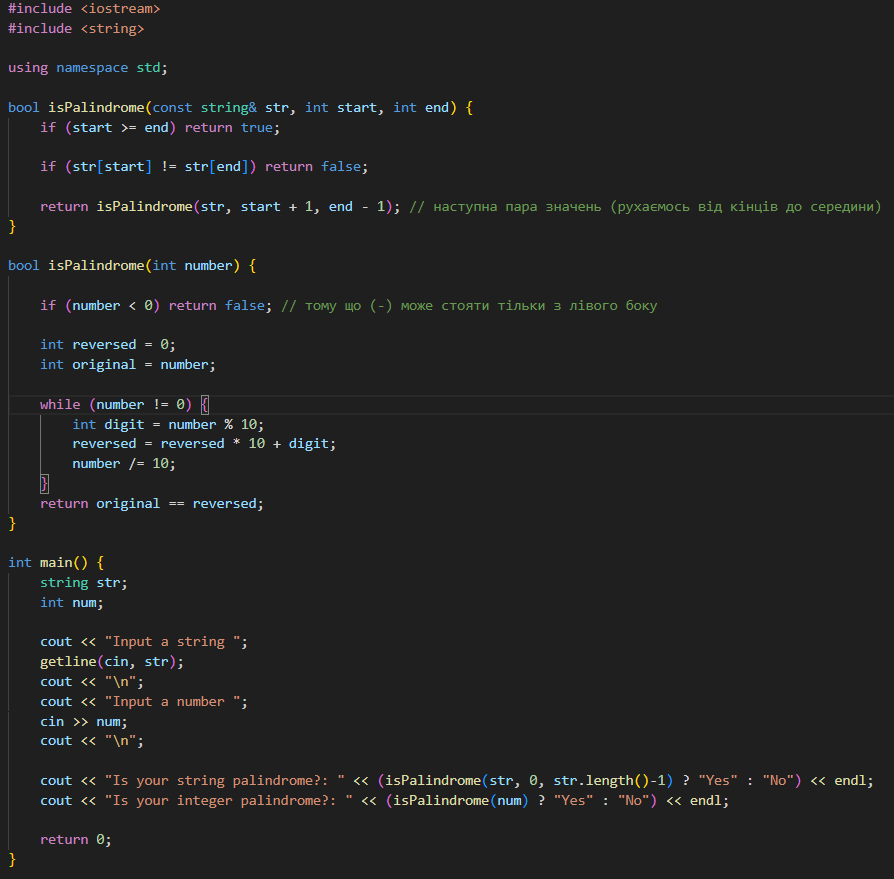 #include <iostream>
#include <string>

using namespace std;

bool isPalindrome(const string& str, int start, int end) {
    if (start >= end) return true;

    if (str[start] != str[end]) return false;

    return isPalindrome(str, start + 1, end - 1); // наступна пара значень (рухаємось від кінців до середини)
}

bool isPalindrome(int number) {

    if (number < 0) return false; // тому що (-) може стояти тільки з лівого боку

    int reversed = 0;
    int original = number;

    while (number != 0) {
        int digit = number % 10;
        reversed = reversed * 10 + digit;
        number /= 10;
    }
    return original == reversed;
}

int main() {
    string str;
    int num;

    cout << "Input a string ";
    getline(cin, str);
    cout << "\n";
    cout << "Input a number ";
    cin >> num;
    cout << "\n";

    cout << "Is your string palindrome?: " << (isPalindrome(str, 0, str.length()-1) ? "Yes" : "No") << endl;
    cout << "Is your integer palindrome?: " << (isPalindrome(num) ? "Yes" : "No") << endl;

    return 0;
}